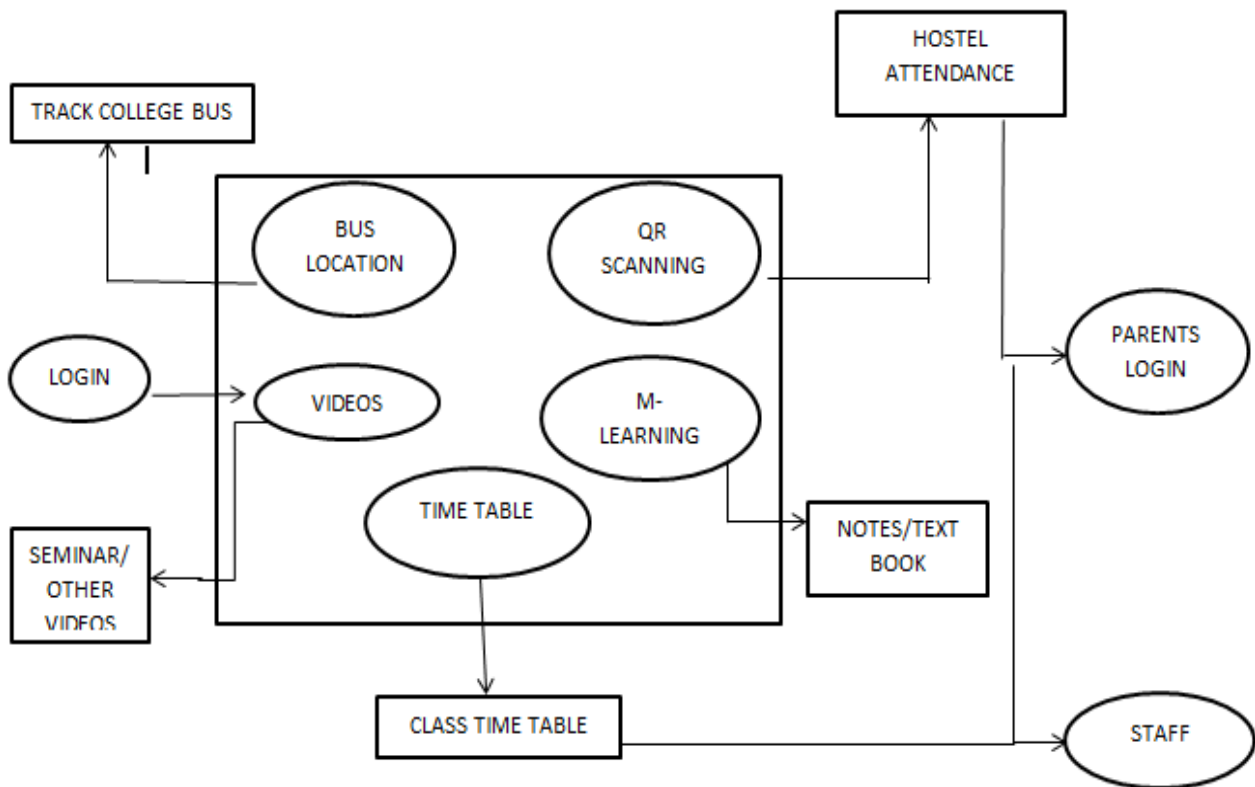 HOSTEL
ATTENDANCE
TRACK COLLEGE BUS
BUS
LOCATION
QR
SCANNING
PARENTS
LOGIN
LOGIN
VIDEOS
M-
LEARNING
TIME TABLE
NOTES/TEXT
BOOK
SEMINAR/
OTHER
VIDEOS
CLASS TIME TABLE
STAFF